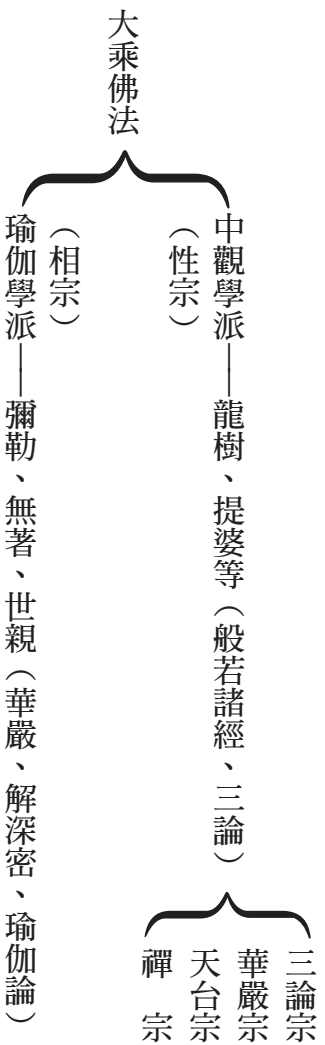 大乘佛法
中觀學派——龍樹、提婆等（般若諸經、三論）
（性宗）
三論宗
華嚴宗
天台宗
禪　宗
（相宗）
瑜伽學派——彌勒、無著、世親（華嚴、解深密、瑜伽論）